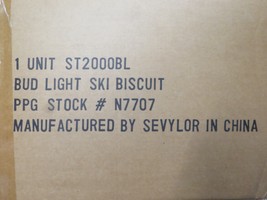 1 UNIT ST2000BL
BUD LIGHT SKI BISCUIT
PPG STOCK # N7707
MANUFACTURED BY SEVYLOR IN CHINA